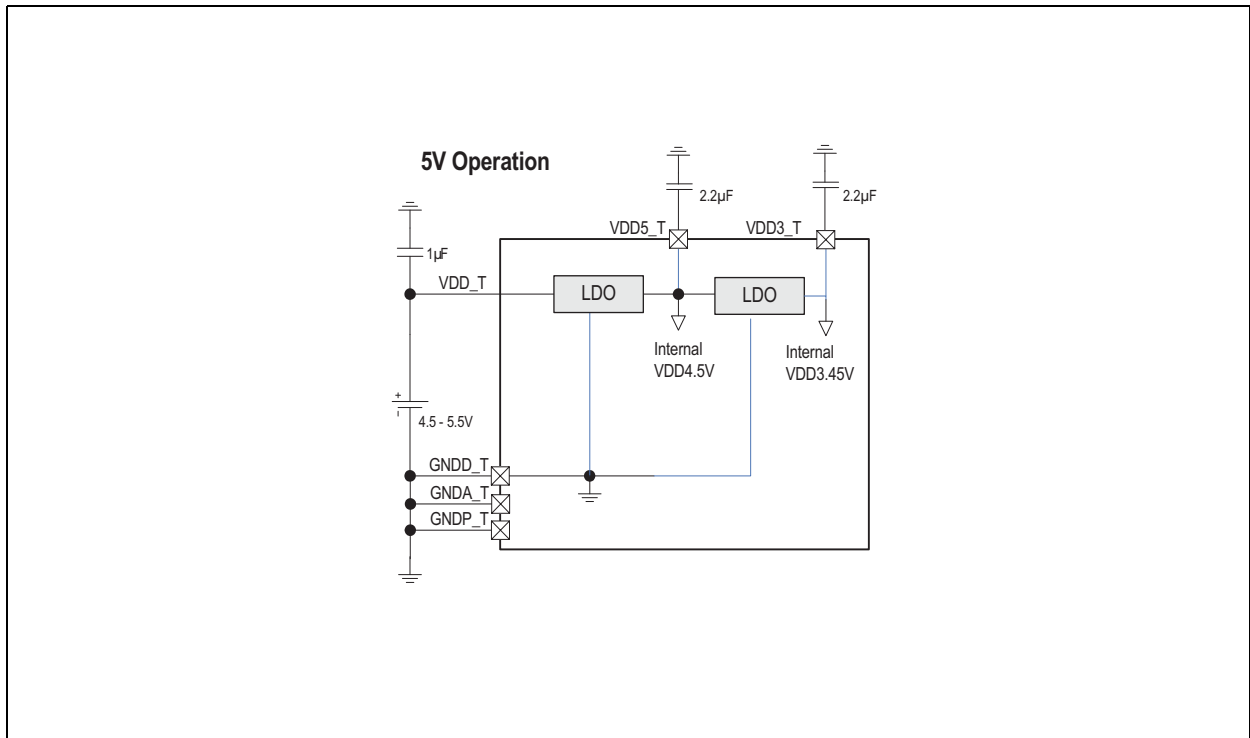 5V Operation
2.2µF
2.2µF
VDD5_T
VDD3_T
1µF
VDD_T
LDO
LDO
Internal
VDD4.5V
Internal
VDD3.45V
+
4.5 - 5.5V
GNDD_T
GNDA_T
GNDP_T